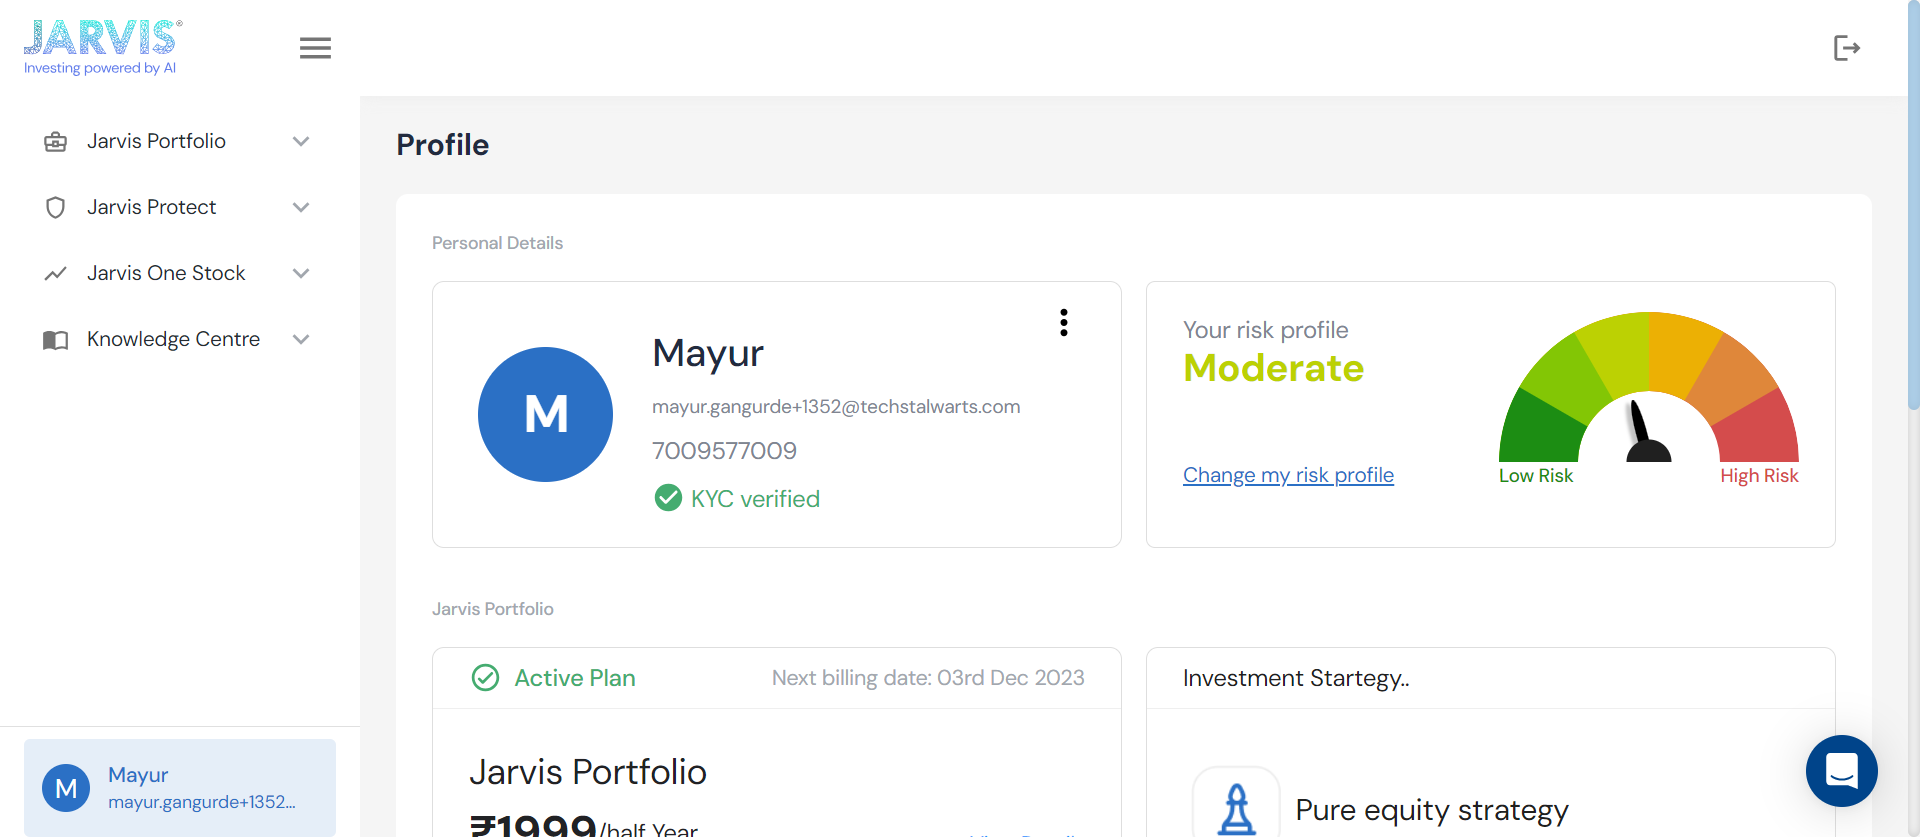 JARVIS®
Investing powered by AI
Jarvis Portfolio
Jarvis Protect
Jarvis One Stock
Knowledge Centre
Mayur
M
mayur.gangurde+1352...
Profile
Personal Details
M
Mayur
mayur.gangurde+1352@techstalwarts.com
7009577009
KYC verified
Your risk profile
Moderate
Change my risk profile
Low Risk
High Risk
Jarvis Portfolio
Active Plan
Next billing date: 03rd Dec 2023
Jarvis Portfolio
₹1999/half Year
Investment Startegy..
Pure equity strategy